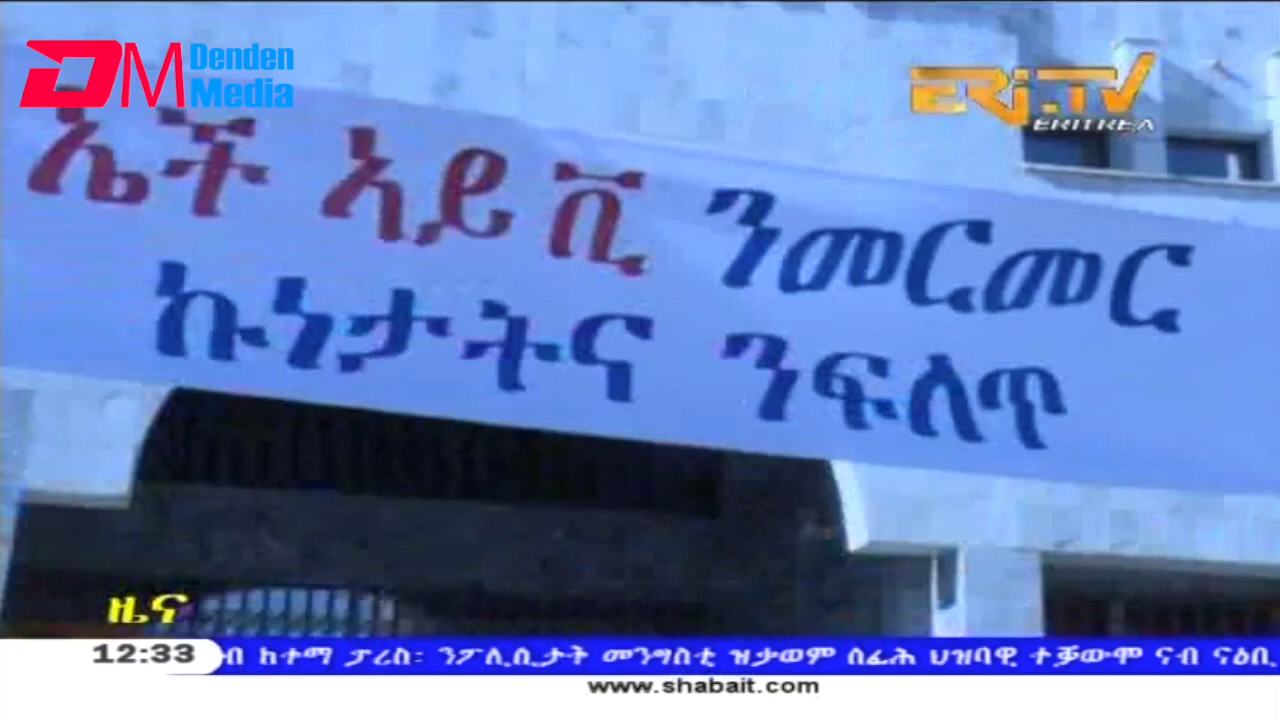 DM Denden Media
ERi.TV
ERITREA
ኤች ኣይ ቪ ንመርመር
ኩነታትና ንፍለጥ
ዜና
12:33 ብ ከተማ ፓሪስ፡ ንፖሊሲታት መንግስቲ ዝቃወም ሰፊሕ ህዝባዊ ተቓውሞ ናብ ናዕቢ
www.shabait.com